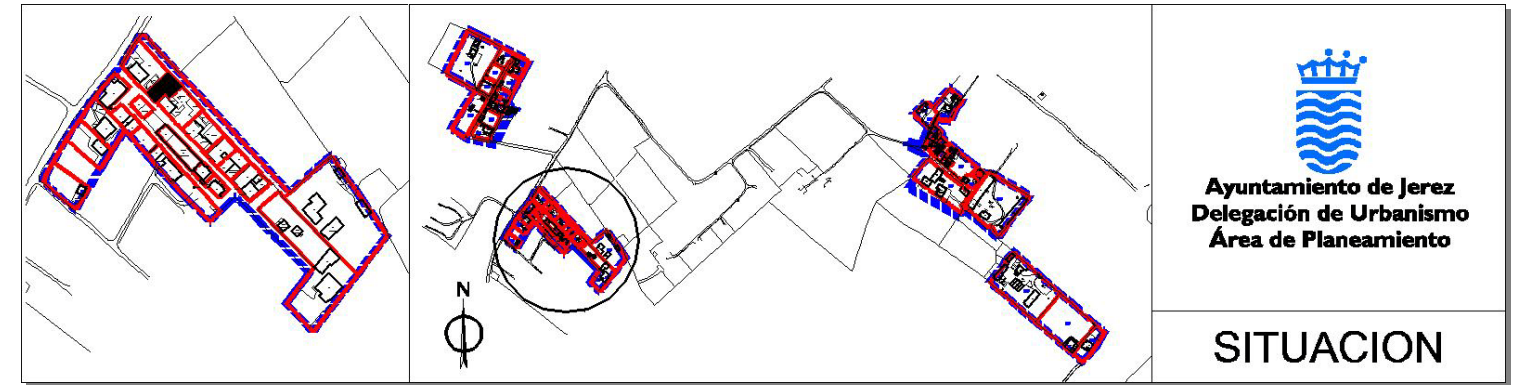 N
Ayuntamiento de Jerez
Delegación de Urbanismo
Área de Planeamiento
SITUACION